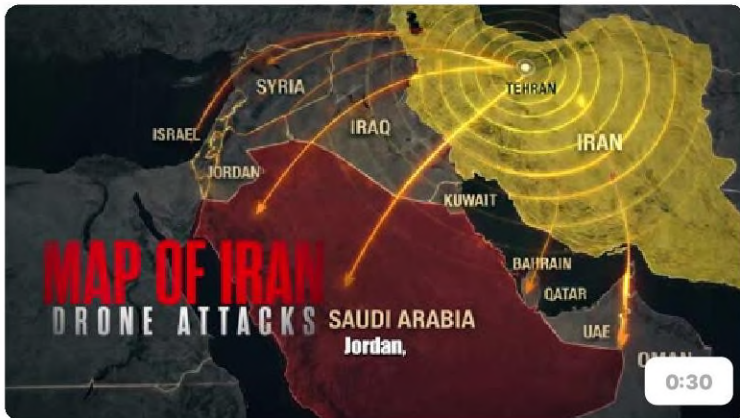 SYRIA
TEHRAN
ISRAEL
IRAQ
IRAN
JORDAN
KUWAIT
MAP OF IRAN
DRONE ATTACKS
BAHRAIN
QATAR
SAUDI ARABIA
UAE
Jordan,
OMAN
0:30